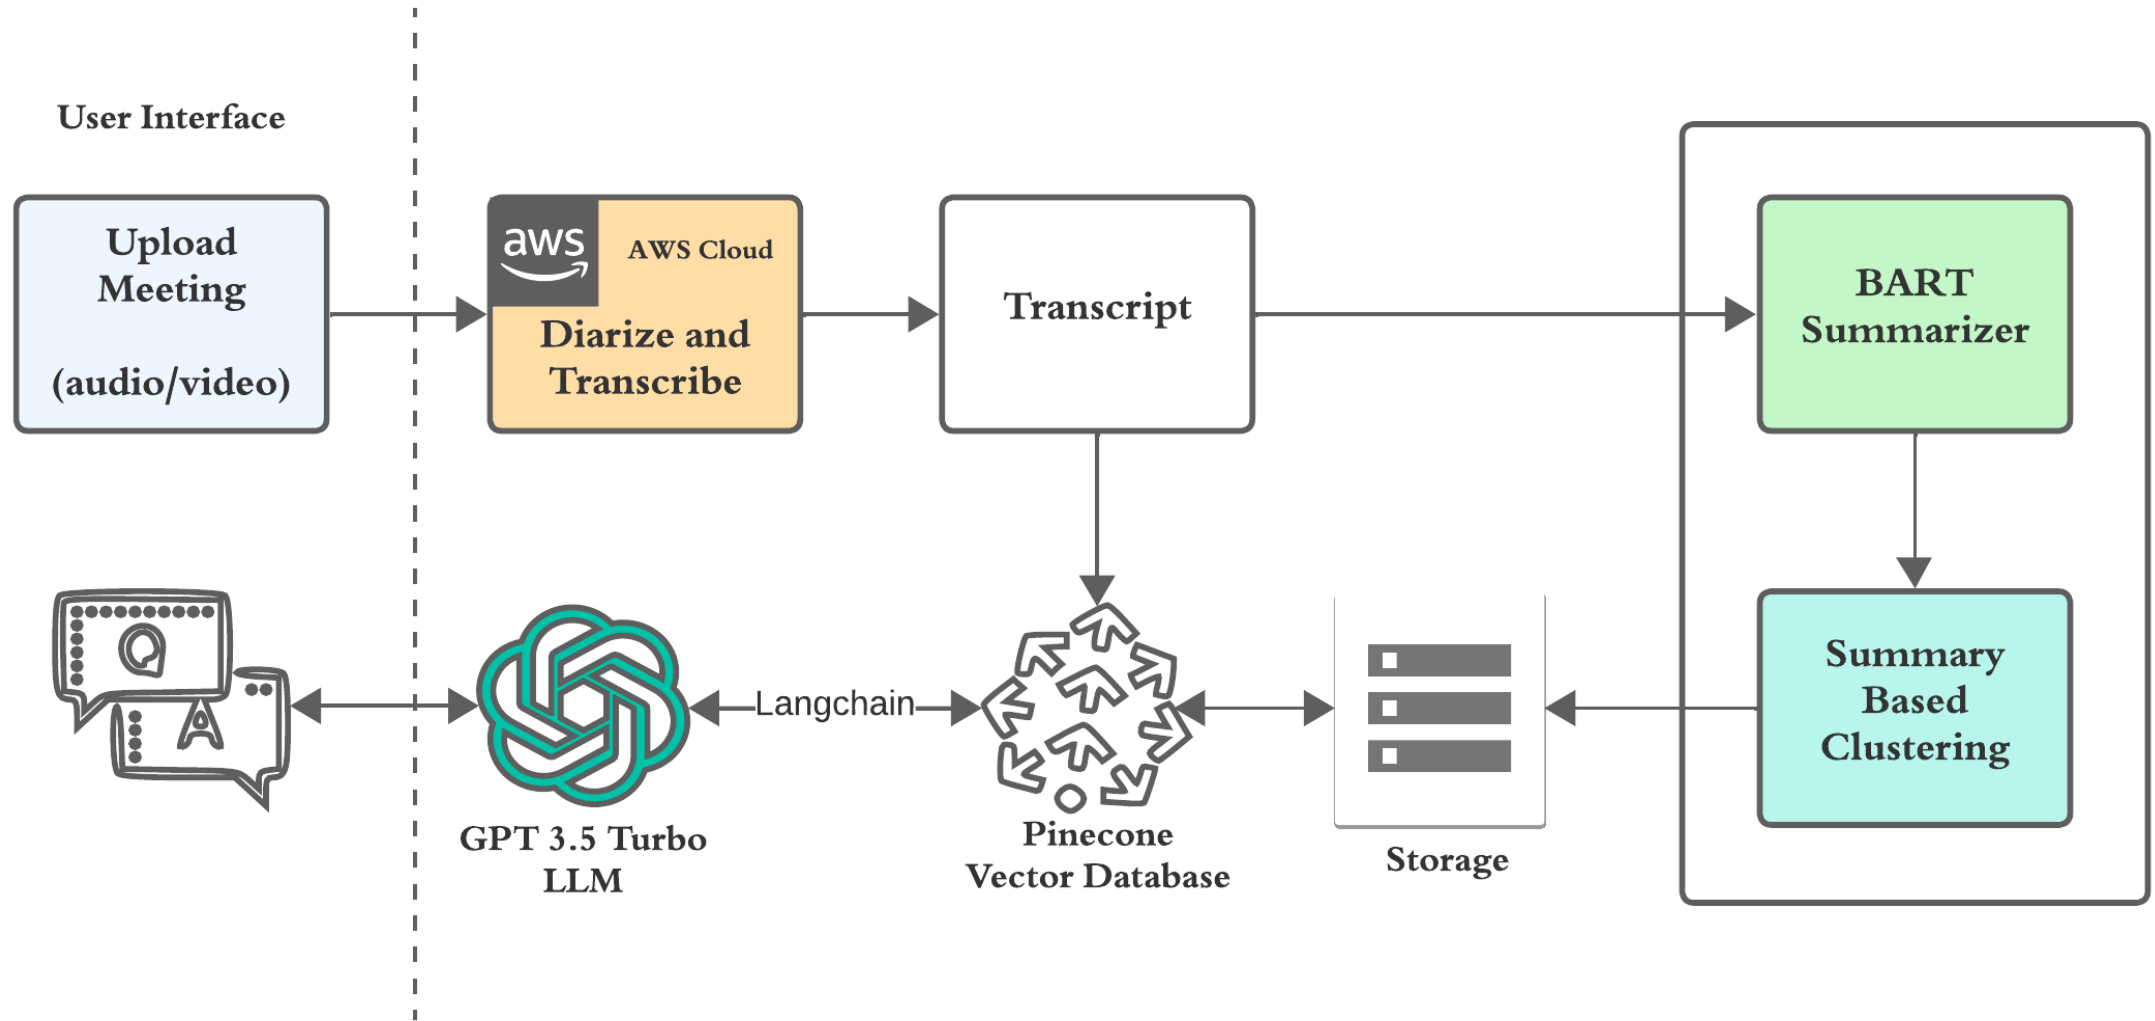 User Interface
Upload
Meeting
(audio/video)
aws
AWS Cloud
Diarize and
Transcribe
Transcript
BART
Summarizer
Q
A
GPT 3.5 Turbo
LLM
Langchain
Pinecone
Vector Database
Storage
Summary
Based
Clustering